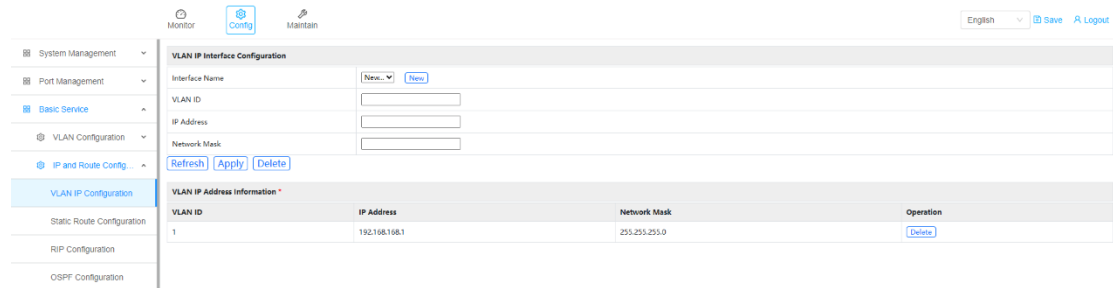 Monitor
Config
Maintain
English
Save
Logout
System Management
Port Management
Basic Service
VLAN Configuration
IP and Route Config...
VLAN IP Configuration
Static Route Configuration
RIP Configuration
OSPF Configuration
VLAN IP Interface Configuration
Interface Name New... New
VLAN ID
IP Address
Network Mask
Refresh Apply Delete
VLAN IP Address Information *
VLAN ID IP Address Network Mask Operation
1 192.168.168.1 255.255.255.0 Delete